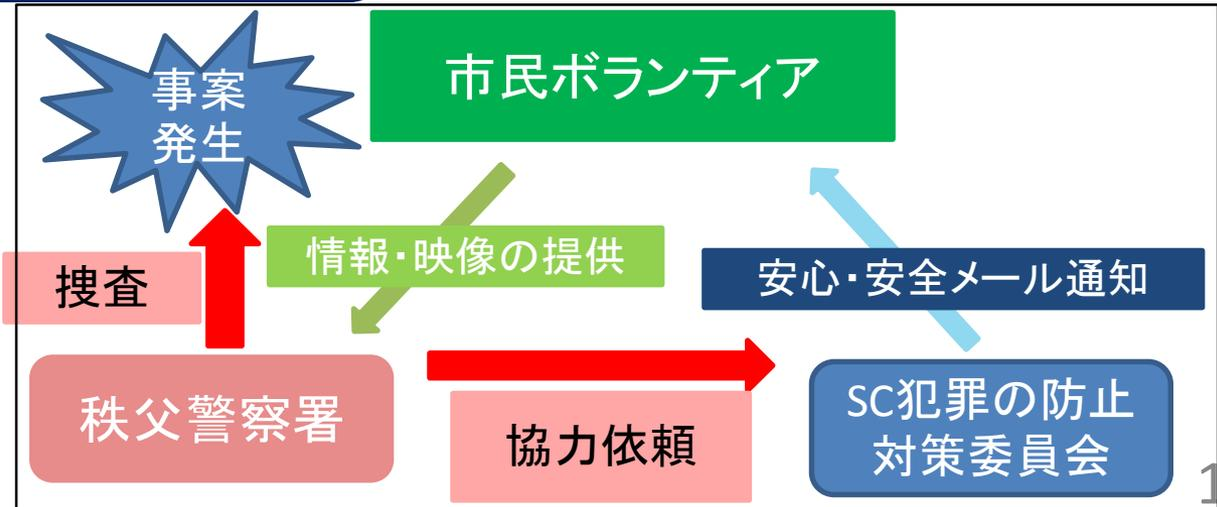 事案
発生
市民ボランティア
情報・映像の提供
安心・安全メール通知
捜査
秩父警察署
協力依頼
SC犯罪の防止
対策委員会